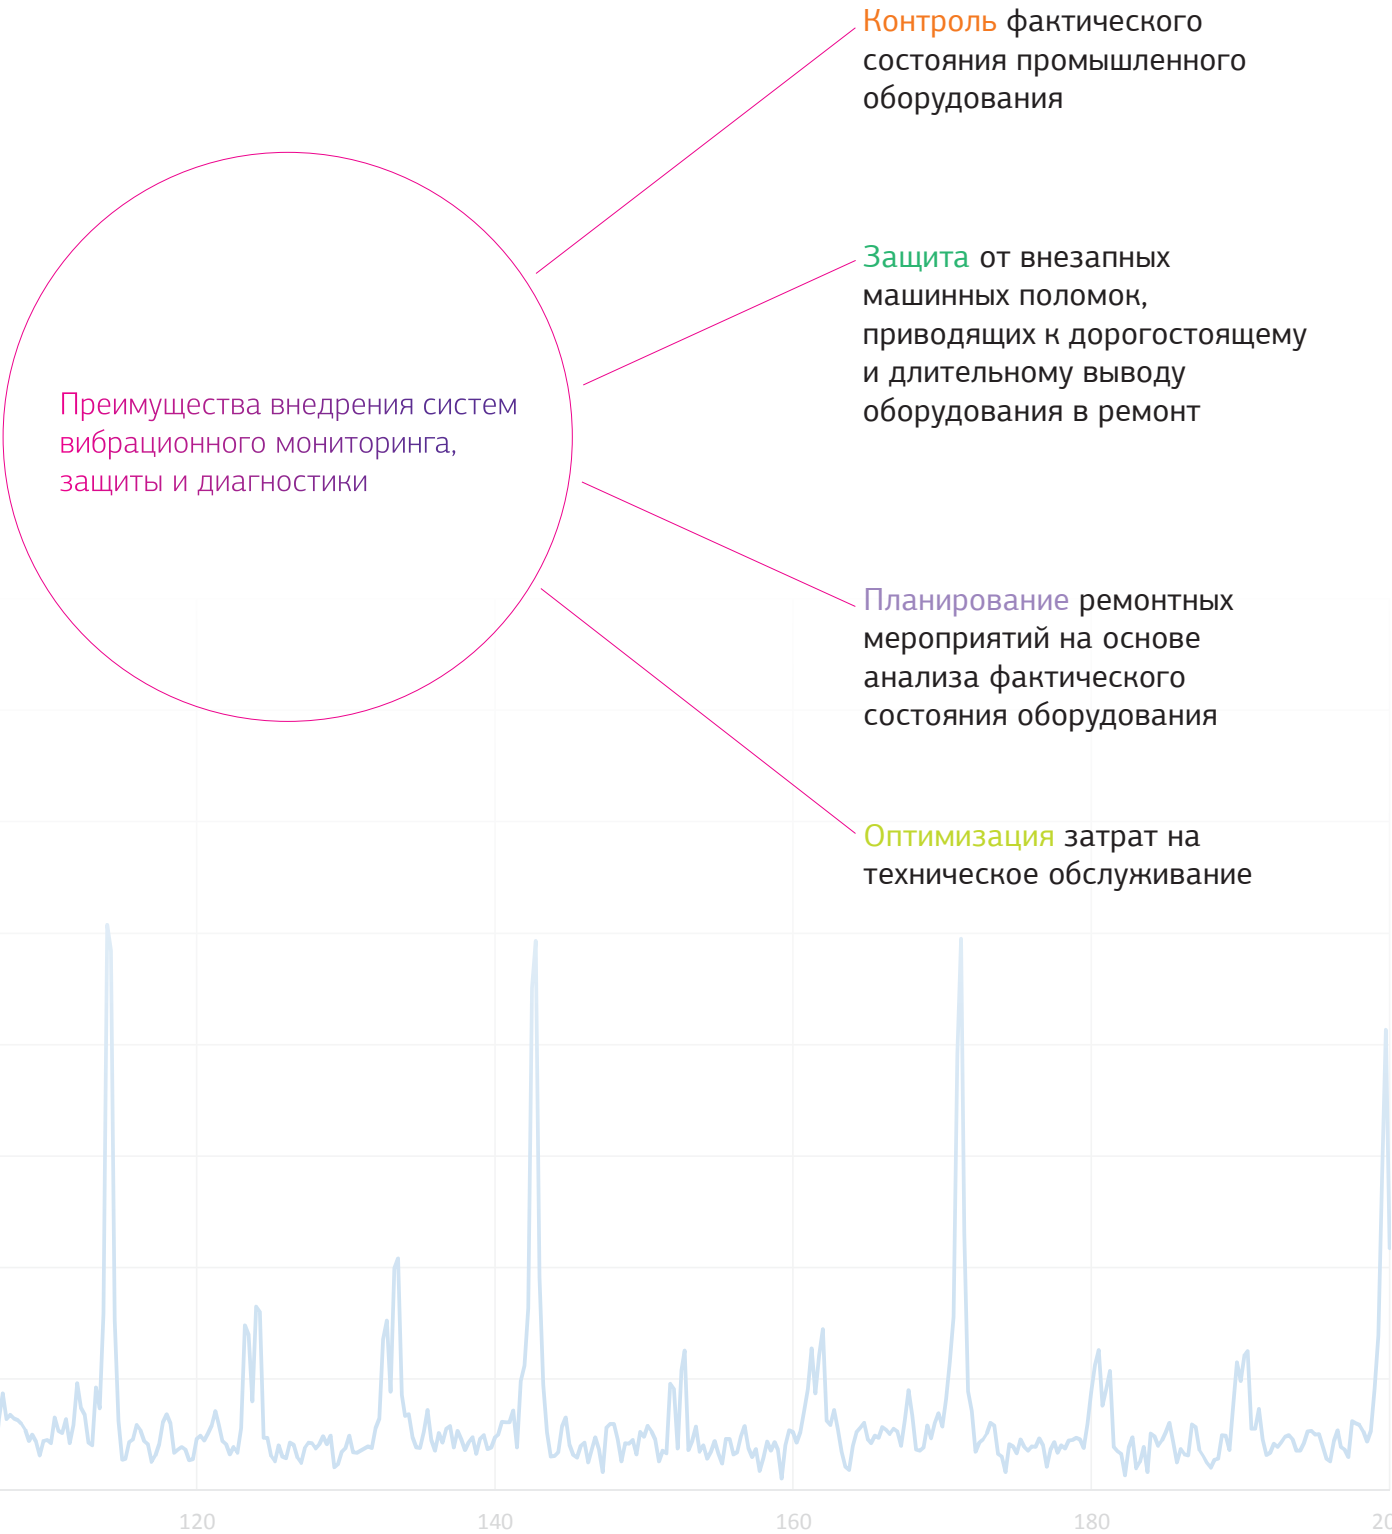 Контроль фактического
состояния промышленного
оборудования
Защита от внезапных
машинных поломок,
приводящих к дорогостоящему
и длительному выводу
оборудования в ремонт
Преимущества внедрения систем
вибрационного мониторинга,
защиты и диагностики
Планирование ремонтных
мероприятий на основе
анализа фактического
состояния оборудования
Оптимизация затрат на
техническое обслуживание
120 140 160 180